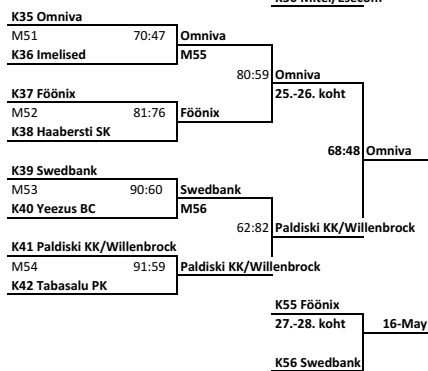 K35 Omniva
M51 70:47 Omniva
K36 Imelised M55
80:59 Omniva
K37 Föönix 25.-26. koht
M52 81:76 Föönix
K38 Haabersti SK
68:48 Omniva
K39 Swedbank
M53 90:60 Swedbank
K40 Yeezus BC M56
62:82 Paldiski KK/Willenbrock
K41 Paldiski KK/Willenbrock
M54 91:59 Paldiski KK/Willenbrock
K42 Tabasalu PK
K55 Föönix
27.-28. koht 16-May
K56 Swedbank